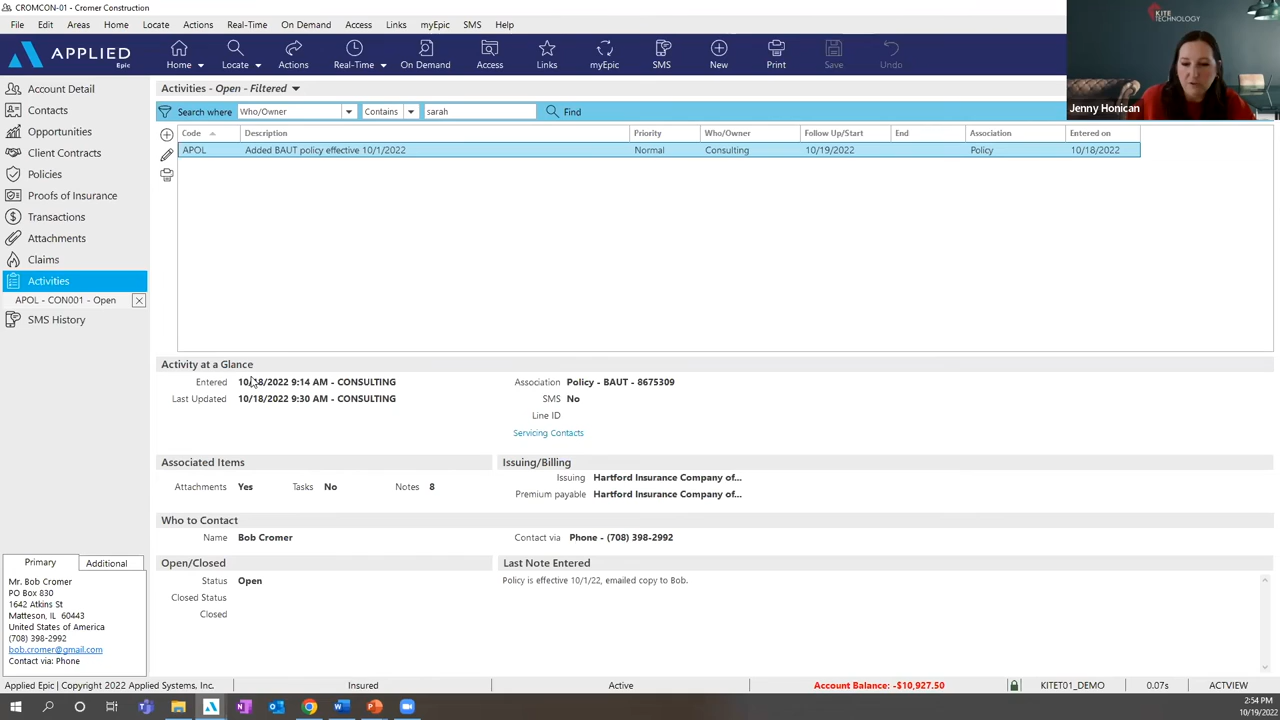 CROMCON-01 - Cromer Construction
File Edit Areas Home Locate Actions Real-Time On Demand Access Links myEpic SMS Help
KITE TECHNOLOGY
Jenny Honican
APPLIED Epic
Home Locate Actions Real-Time On Demand Access Links myEpic SMS New Print Save Undo
Account Detail
Contacts
Opportunities
Client Contracts
Policies
Proofs of Insurance
Transactions
Attachments
Claims
Activities
APOL - CON001 - Open
SMS History
Activities - Open - Filtered
Search where Who/Owner Contains sarah Find
Code Description Priority Who/Owner Follow Up/Start End Association Entered on
APOL Added BAUT policy effective 10/1/2022 Normal Consulting 10/19/2022 Policy 10/18/2022
Activity at a Glance
Entered 10/18/2022 9:14 AM - CONSULTING Association Policy - BAUT - 8675309
Last Updated 10/18/2022 9:30 AM - CONSULTING SMS No
Line ID
Servicing Contacts
Associated Items Issuing/Billing
Issuing Hartford Insurance Company of...
Attachments Yes Tasks No Notes 8
Premium payable Hartford Insurance Company of...
Who to Contact
Name Bob Cromer Contact via Phone - (708) 398-2992
Open/Closed Last Note Entered
Status Open Policy is effective 10/1/22, emailed copy to Bob.
Closed Status
Closed
Primary Additional
Mr. Bob Cromer
PO Box 830
1642 Atkins St
Matteson, IL 60443
United States of America
(708) 398-2992
bob.cromer@gmail.com
Contact via: Phone
Applied Epic | Copyright 2022 Applied Systems, Inc. Insured Active Account Balance: -$10,927.50 KITET01_DEMO 0.07s ACTVIEW
2:54 PM
10/19/2022